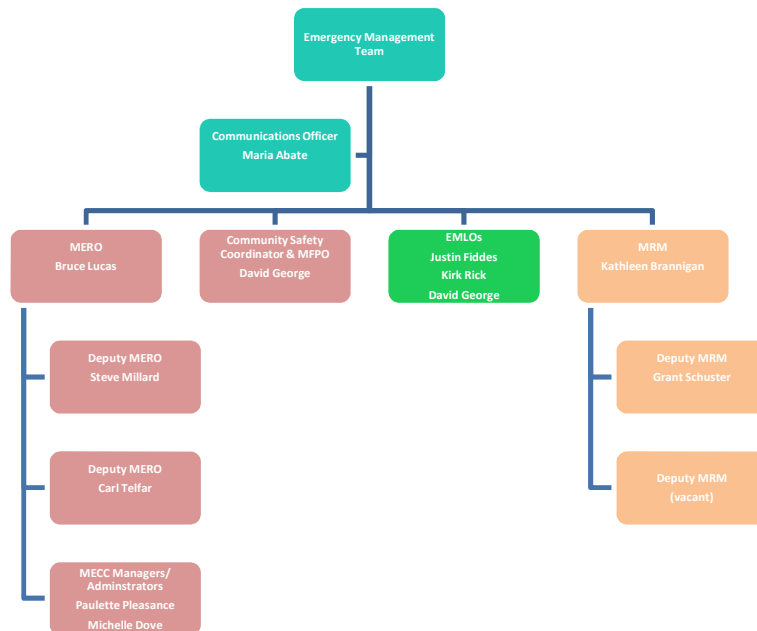 Emergency Management
Team
Communications Officer
Maria Abate
MERO
Bruce Lucas
Community Safety
Coordinator & MFPO
David George
EMLOs
Justin Fiddes
Kirk Rick
David George
MRM
Kathleen Brannigan
Deputy MERO
Steve Millard
Deputy MRM
Grant Schuster
Deputy MERO
Carl Telfar
Deputy MRM
(vacant)
MECC Managers/
Adminstrators
Paulette Pleasance
Michelle Dove